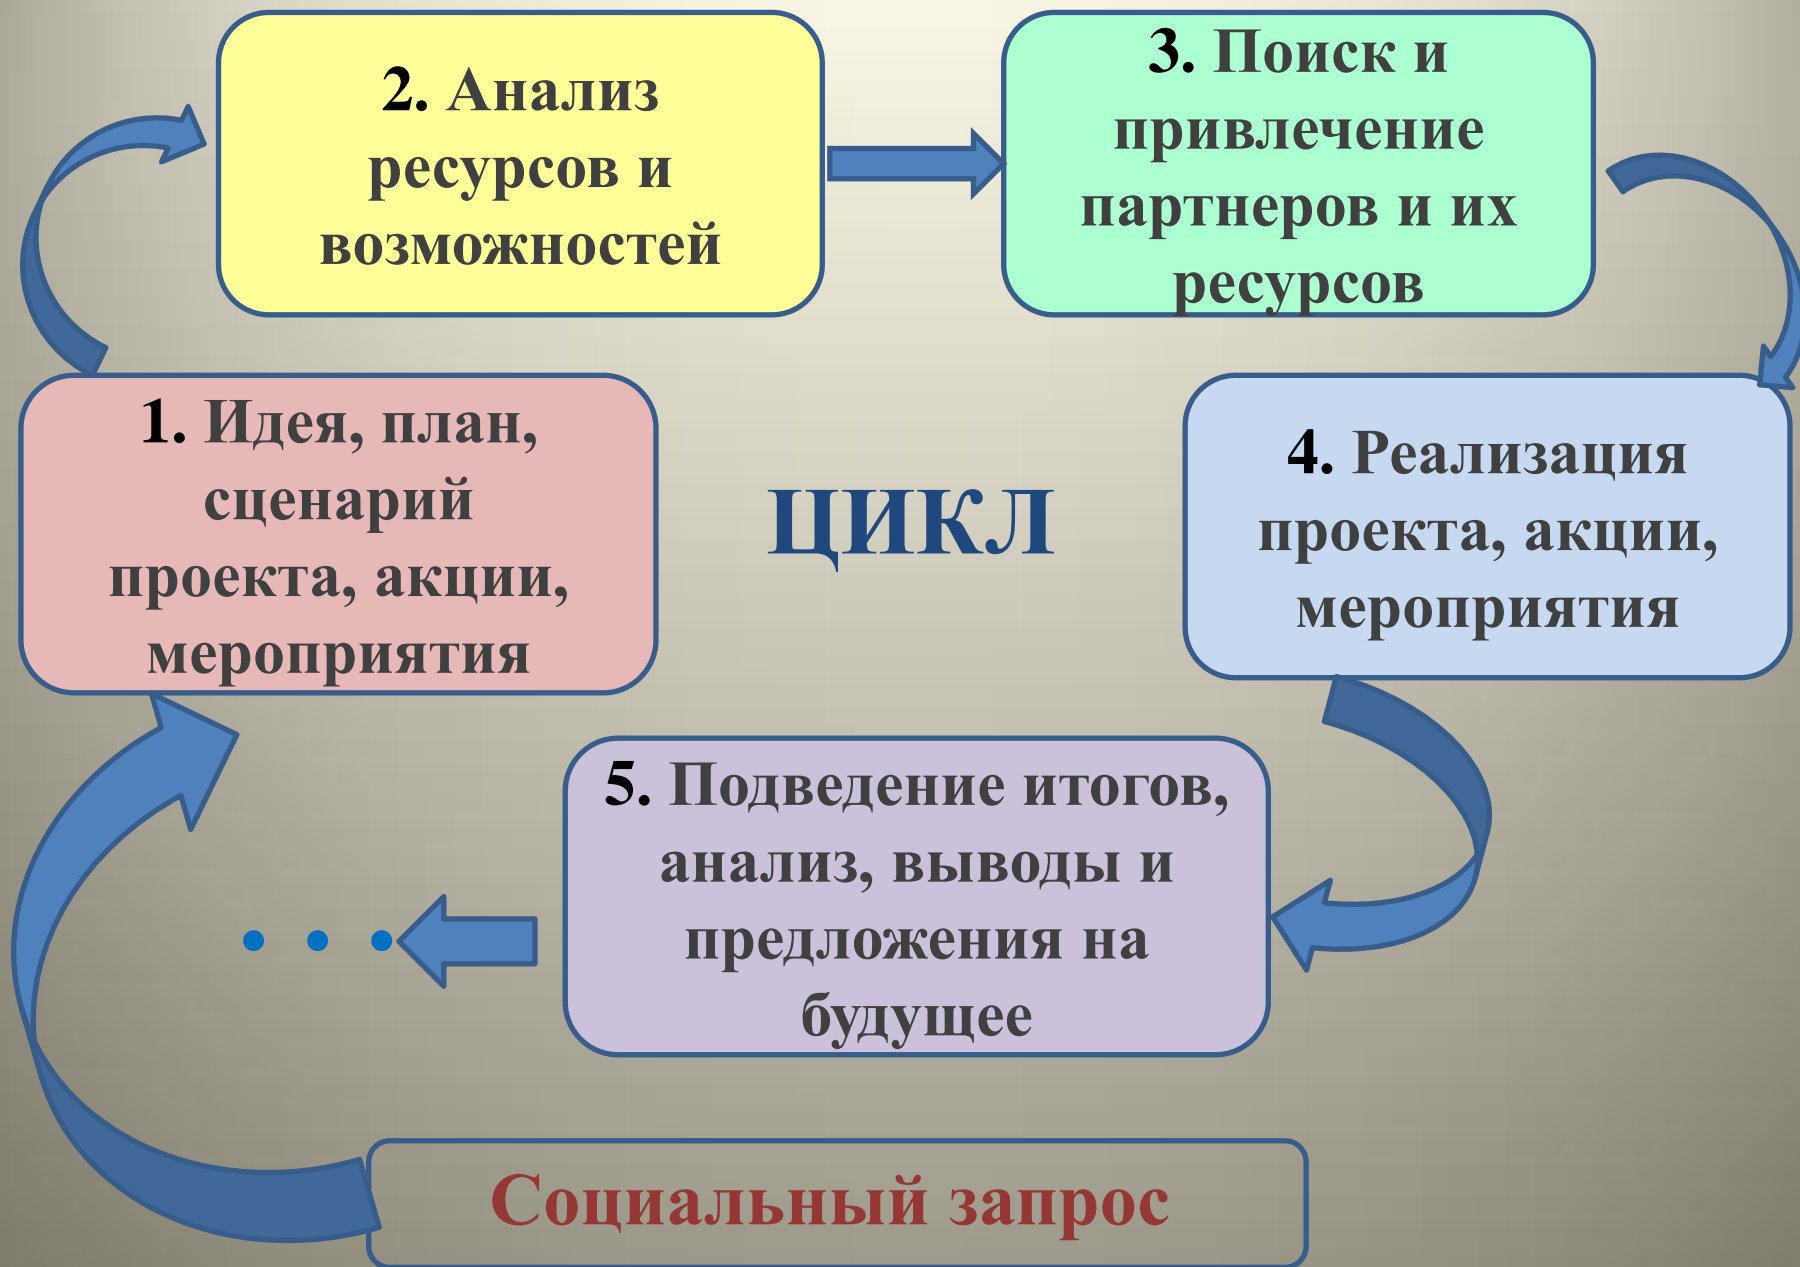 2. Анализ
ресурсов и
возможностей
3. Поиск и
привлечение
партнеров и их
ресурсов
1. Идея, план,
сценарий
проекта, акции,
мероприятия
ЦИКЛ
4. Реализация
проекта, акции,
мероприятия
5. Подведение итогов,
анализ, выводы и
предложения на
будущее
. . .
Социальный запрос